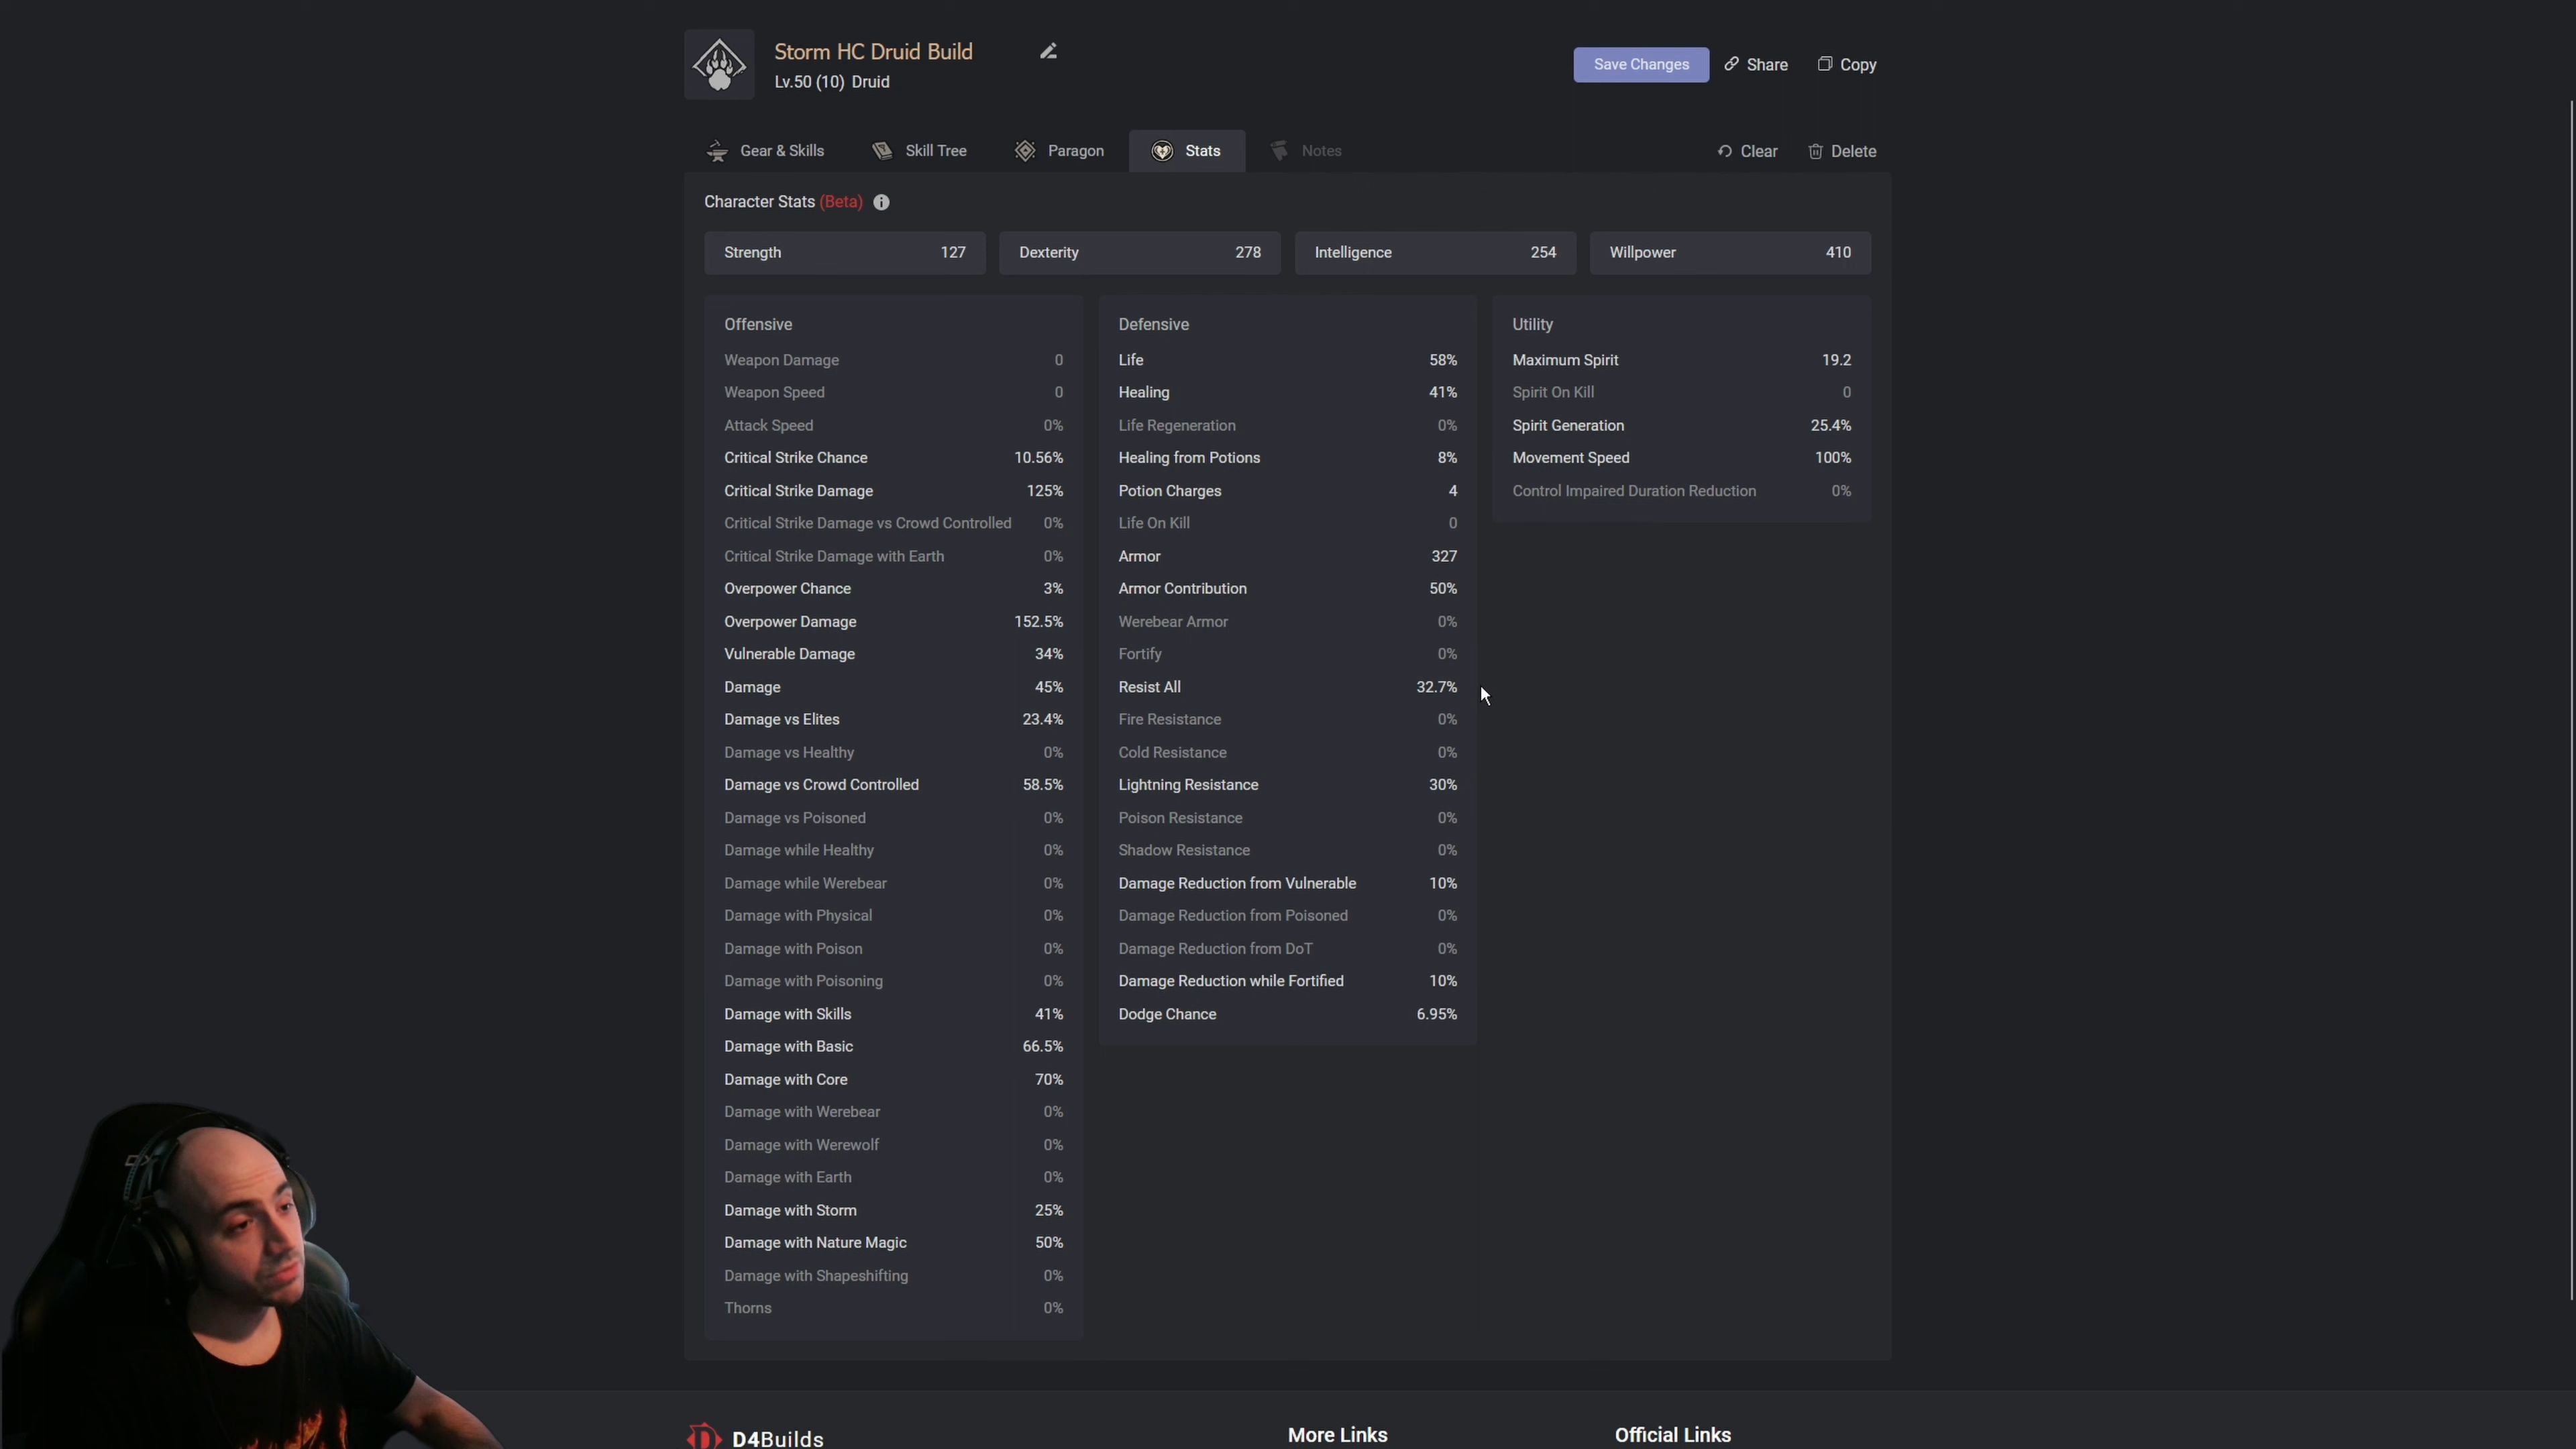 Storm HC Druid Build
Lv.50 (10) Druid
Save Changes
Share
Copy
Gear & Skills
Skill Tree
Paragon
Stats
Notes
Clear
Delete
Character Stats (Beta)
Strength 127
Dexterity 278
Intelligence 254
Willpower 410
Offensive
Weapon Damage 0
Weapon Speed 0
Attack Speed 0%
Critical Strike Chance 10.56%
Critical Strike Damage 125%
Critical Strike Damage vs Crowd Controlled 0%
Critical Strike Damage with Earth 0%
Overpower Chance 3%
Overpower Damage 152.5%
Vulnerable Damage 34%
Damage 45%
Damage vs Elites 23.4%
Damage vs Healthy 0%
Damage vs Crowd Controlled 58.5%
Damage vs Poisoned 0%
Damage while Healthy 0%
Damage while Werebear 0%
Damage with Physical 0%
Damage with Poison 0%
Damage with Poisoning 0%
Damage with Skills 41%
Damage with Basic 66.5%
Damage with Core 70%
Damage with Werebear 0%
Damage with Werewolf 0%
Damage with Earth 0%
Damage with Storm 25%
Damage with Nature Magic 50%
Damage with Shapeshifting 0%
Thorns 0%
Defensive
Life 58%
Healing 41%
Life Regeneration 0%
Healing from Potions 8%
Potion Charges 4
Life On Kill 0
Armor 327
Armor Contribution 50%
Werebear Armor 0%
Fortify 0%
Resist All 32.7%
Fire Resistance 0%
Cold Resistance 0%
Lightning Resistance 30%
Poison Resistance 0%
Shadow Resistance 0%
Damage Reduction from Vulnerable 10%
Damage Reduction from Poisoned 0%
Damage Reduction from DoT 0%
Damage Reduction while Fortified 10%
Dodge Chance 6.95%
Utility
Maximum Spirit 19.2
Spirit On Kill 0
Spirit Generation 25.4%
Movement Speed 100%
Control Impaired Duration Reduction 0%
D4Builds
More Links
Official Links